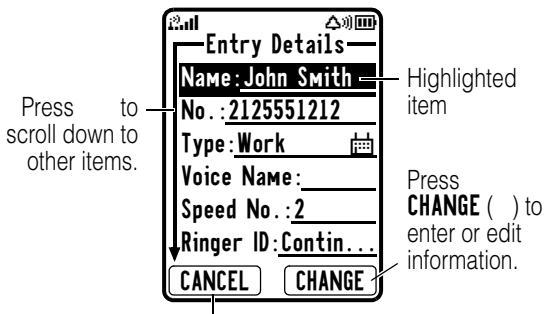 Entry Details
Name:John Smith
No.:2125551212
Type:Work
Voice Name:
Speed No.:2
Ringer ID:Contin...
CANCEL
CHANGE
Press to
scroll down to
other items.
Highlighted
item
Press
CHANGE ( ) to
enter or edit
information.